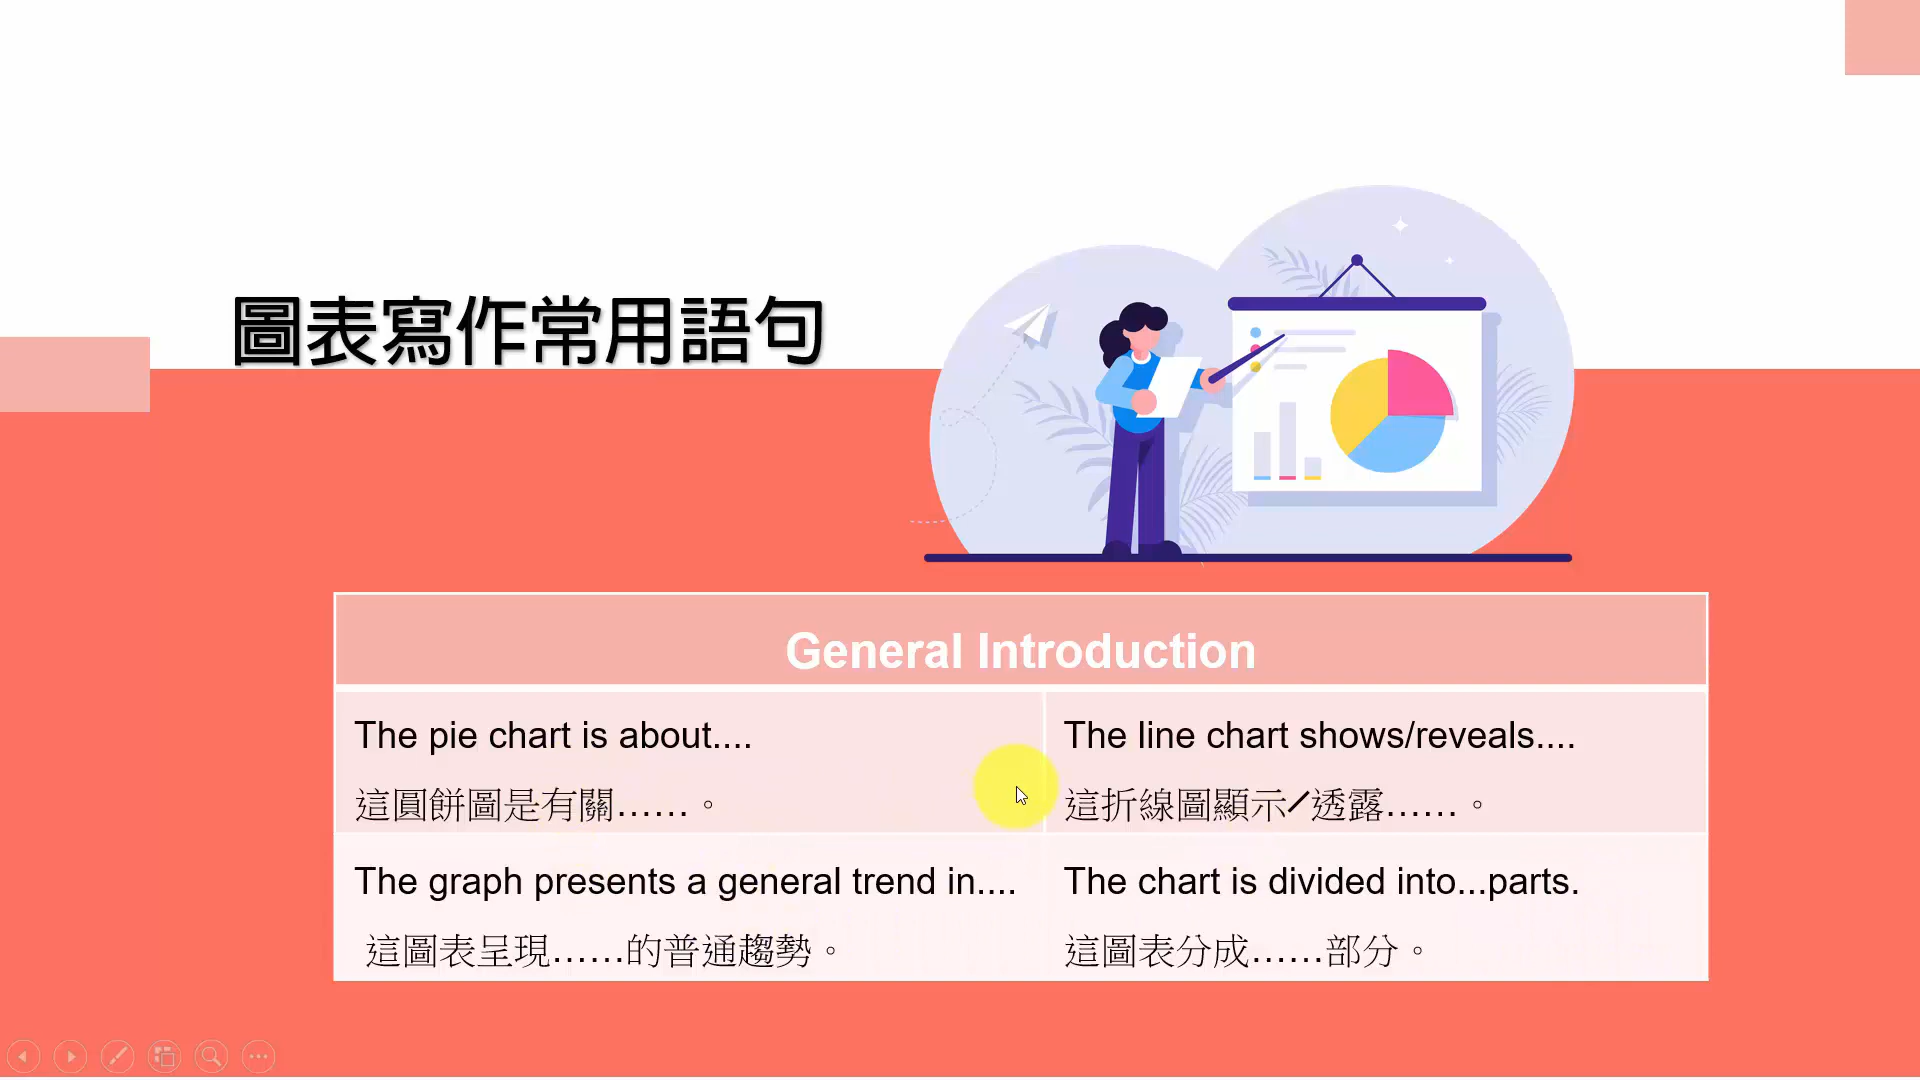 圖表寫作常用語句
General Introduction
The pie chart is about....
這圓餅圖是有關……。
The line chart shows/reveals....
這折線圖顯示/透露……。
The graph presents a general trend in....
這圖表呈現……的普通趨勢。
The chart is divided into...parts.
這圖表分成……部分。